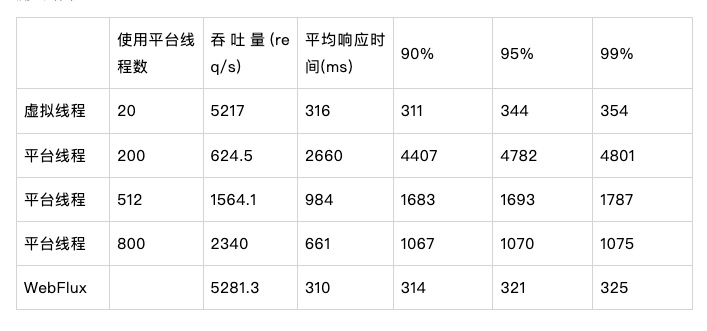 使用平台线程数 吞吐量(req/s) 平均响应时间(ms) 90% 95% 99%
虚拟线程 20 5217 316 311 344 354
平台线程 200 624.5 2660 4407 4782 4801
平台线程 512 1564.1 984 1683 1693 1787
平台线程 800 2340 661 1067 1070 1075
WebFlux 5281.3 310 314 321 325